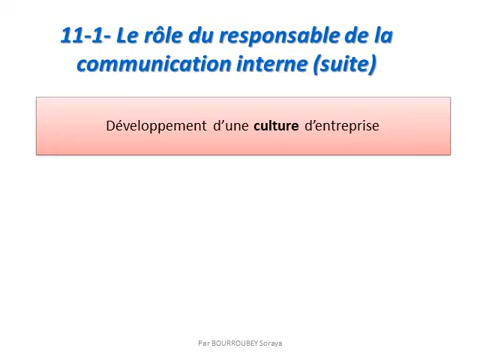 11-1- Le rôle du responsable de la
communication interne (suite)
Développement d’une culture d’entreprise
Par BOURROUBEY Soraya